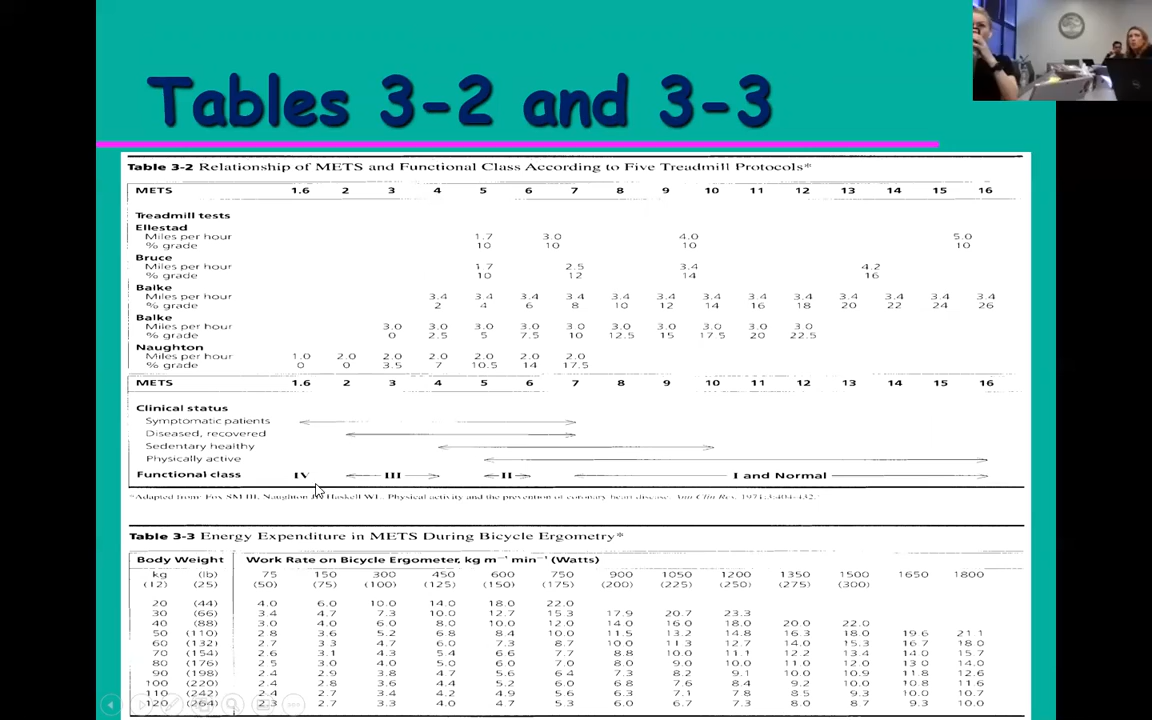 Tables 3-2 and 3-3
Table 3-2 Relationship of METS and Functional Class According to Five Treadmill Protocols*
METS 1.6 2 3 4 5 6 7 8 9 10 11 12 13 14 15 16
Treadmill tests
Ellestad
Miles per hour 1.7 3.0 4.0 5.0
% grade 10 10 10 10
Bruce
Miles per hour 1.7 2.5 3.4 4.2
% grade 10 12 14 16
Balke
Miles per hour 3.4 3.4 3.4 3.4 3.4 3.4 3.4 3.4 3.4 3.4 3.4 3.4 3.4
% grade 2 4 6 8 10 12 14 16 18 20 22 24 26
Balke
Miles per hour 3.0 3.0 3.0 3.0 3.0 3.0 3.0 3.0 3.0 3.0
% grade 0 2.5 5 7.5 10 12.5 15 17.5 20 22.5
Naughton
Miles per hour 1.0 2.0 2.0 2.0 2.0 2.0 2.0
% grade 0 0 3.5 7 10.5 14 17.5
METS 1.6 2 3 4 5 6 7 8 9 10 11 12 13 14 15 16
Clinical status
Symptomatic patients
Diseased, recovered
Sedentary healthy
Physically active
Functional class IV III II I and Normal
*Adapted from: Fox SM III, Naughton Haskell WL. Physical activity and the prevention of coronary heart disease. Ann Clin Res. 1971;3:404-432.
Table 3-3 Energy Expenditure in METS During Bicycle Ergometry*
Body Weight Work Rate on Bicycle Ergometer, kg m⁻¹ min⁻¹ (Watts)
kg (lb) 75 150 300 450 600 750 900 1050 1200 1350 1500 1650 1800
(12) (25) (50) (75) (100) (125) (150) (175) (200) (225) (250) (275) (300)
20 (44) 4.0 6.0 10.0 14.0 18.0 22.0
30 (66) 3.4 4.7 7.3 10.0 12.7 15.3 17.9 20.7 23.3
40 (88) 3.0 4.0 6.0 8.0 10.0 12.0 14.0 16.0 18.0 20.0 22.0
50 (110) 2.8 3.6 5.2 6.8 8.4 10.0 11.5 13.2 14.8 16.3 18.0 19.6 21.1
60 (132) 2.7 3.3 4.7 6.0 7.3 8.7 10.0 11.3 12.7 14.0 15.3 16.7 18.0
70 (154) 2.6 3.1 4.3 5.4 6.6 7.7 8.8 10.0 11.1 12.2 13.4 14.0 15.7
80 (176) 2.5 3.0 4.0 5.0 6.0 7.0 8.0 9.0 10.0 11.0 12.0 13.0 14.0
90 (198) 2.4 2.9 3.8 4.7 5.6 6.4 7.3 8.2 9.1 10.0 10.9 11.8 12.6
100 (220) 2.4 2.8 3.6 4.4 5.2 6.0 6.8 7.6 8.4 9.2 10.0 10.8 11.6
110 (242) 2.4 2.7 3.4 4.2 4.9 5.6 6.3 7.1 7.8 8.5 9.3 10.0 10.7
120 (264) 2.3 2.7 3.3 4.0 4.7 5.3 6.0 6.7 7.3 8.0 8.7 9.3 10.0